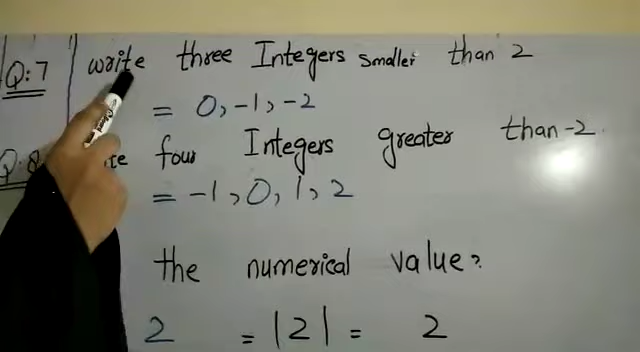 Q:7 write three Integers smaller than 2
= 0, -1, -2
Q:8 four Integers greater than -2.
= -1, 0, 1, 2
the numerical value?
2 = |2| = 2